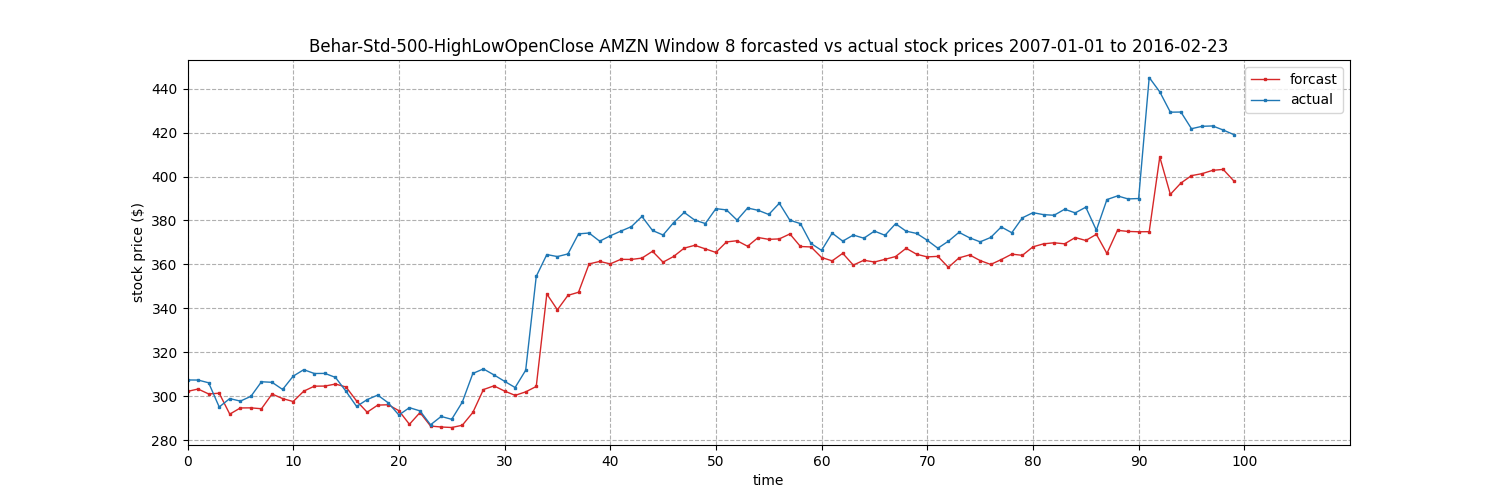 Behar-Std-500-HighLowOpenClose AMZN Window 8 forcasted vs actual stock prices 2007-01-01 to 2016-02-23
forcast
actual
stock price ($)
440
420
400
380
360
340
320
300
280
0 10 20 30 40 50 60 70 80 90 100
time